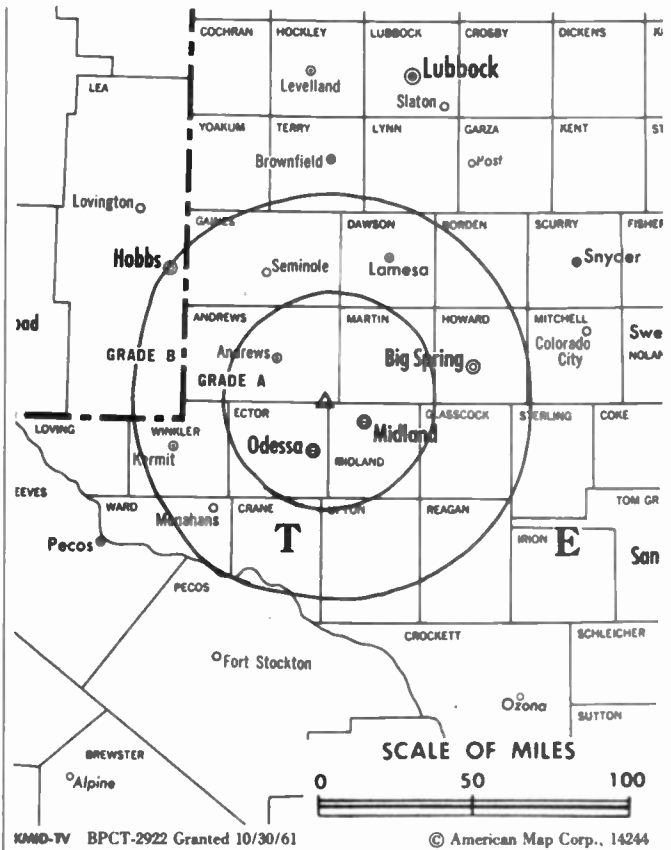 COCHRAN HOCKLEY LUBBOCK CROSBY DICKENS
Lubbock
LEA Levelland
Slaton
YOAKUM TERRY LYNN GARZA KENT ST
Brownfield Post
Lovington
GAINES DAWSON BORDEN SCURRY FISHER
Hobbs Seminole Lamesa Snyder
ANDREWS MARTIN HOWARD MITCHELL
oad Colorado City Swe
GRADE B Andrews Big Spring NOLAN
GRADE A
ECTOR GLASSCOCK STERLING COKE
LOVING WINKLER Midland
Kermit Odessa MIDLAND
EEVES WARD CRANE UPTON REAGAN TOM GR
Monahans
T IRION E San
Pecos
PECOS
CROCKETT SCHLEICHER
Fort Stockton
Ozona
SUTTON
BREWSTER SCALE OF MILES
Alpine 0 50 100
KMID-TV BPCT-2922 Granted 10/30/61 © American Map Corp., 14244